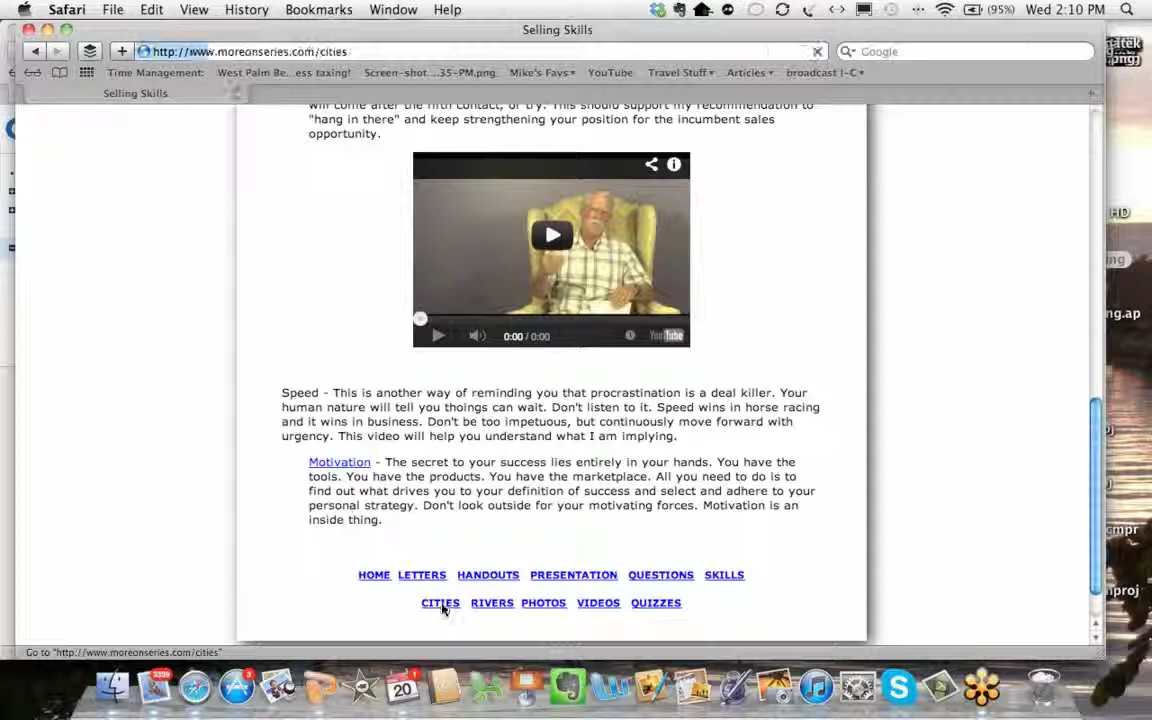 Safari File Edit View History Bookmarks Window Help (95%) Wed 2:10 PM
Selling Skills
http://www.moreonseries.com/cities Google
Time Management: West Palm Be...ess taxing! Screen-shot....35-PM.png Mike's Favs YouTube Travel Stuff Articles broadcast I-C
Selling Skills
will come after the fifth contact, or try. This should support my recommendation to
"hang in there" and keep strengthening your position for the incumbent sales
opportunity.
0:00 / 0:00 YouTube
Speed - This is another way of reminding you that procrastination is a deal killer. Your
human nature will tell you thoings can wait. Don't listen to it. Speed wins in horse racing
and it wins in business. Don't be too impetuous, but continuously move forward with
urgency. This video will help you understand what I am implying.
Motivation - The secret to your success lies entirely in your hands. You have the
tools. You have the products. You have the marketplace. All you need to do is to
find out what drives you to your definition of success and select and adhere to your
personal strategy. Don't look outside for your motivating forces. Motivation is an
inside thing.
HOME LETTERS HANDOUTS PRESENTATION QUESTIONS SKILLS
CITIES RIVERS PHOTOS VIDEOS QUIZZES
Go to "http://www.moreonseries.com/cities"
HD
ng
ng.ap
cmpr
mproj
3359
3
1
20